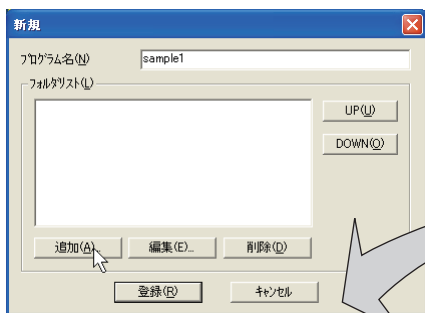 新規
ﾌﾟﾛｸﾞﾗﾑ名(N)
sample1
ﾌｫﾙﾀﾞﾘｽﾄ(L)
UP(U)
DOWN(O)
追加(A)...
編集(E)...
削除(D)
登録(R)
ｷｬﾝｾﾙ